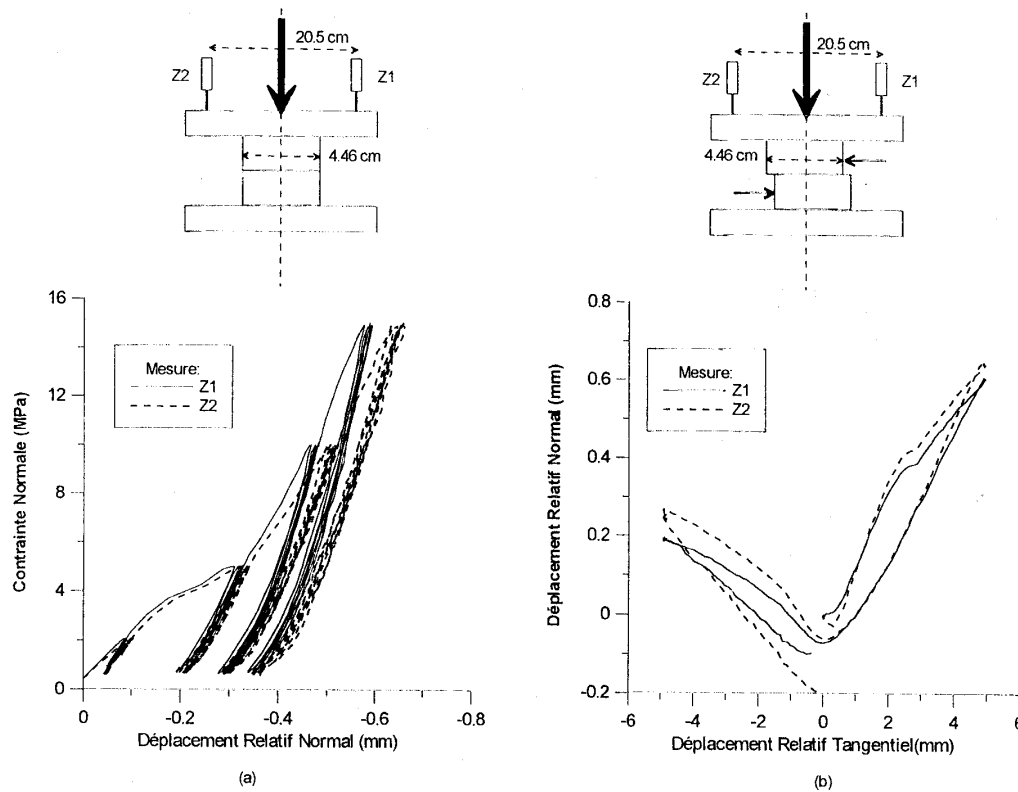 20.5 cm
Z2
Z1
4.46 cm
16
12
8
4
0
Contrainte Normale (MPa)
Mesure:
Z1
Z2
0
-0.2
-0.4
-0.6
-0.8
Déplacement Relatif Normal (mm)
(a)
20.5 cm
Z2
Z1
4.46 cm
0.8
0.6
0.4
0.2
0
-0.2
Déplacement Relatif Normal (mm)
Mesure:
Z1
Z2
-6
-4
-2
0
2
4
6
Déplacement Relatif Tangentiel(mm)
(b)